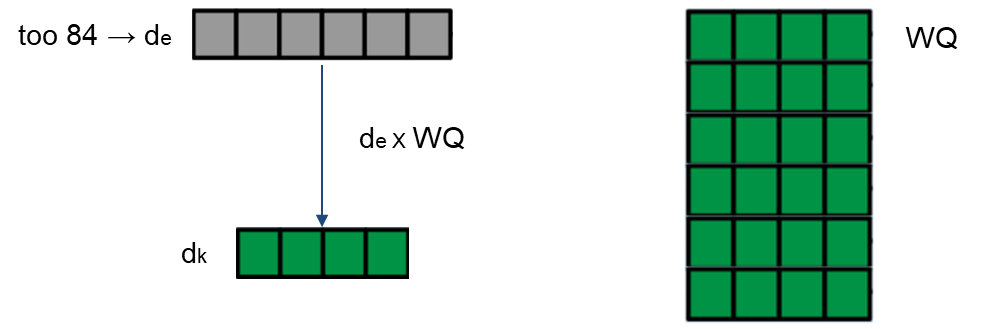 too 84 → de
WQ
de x WQ
dk